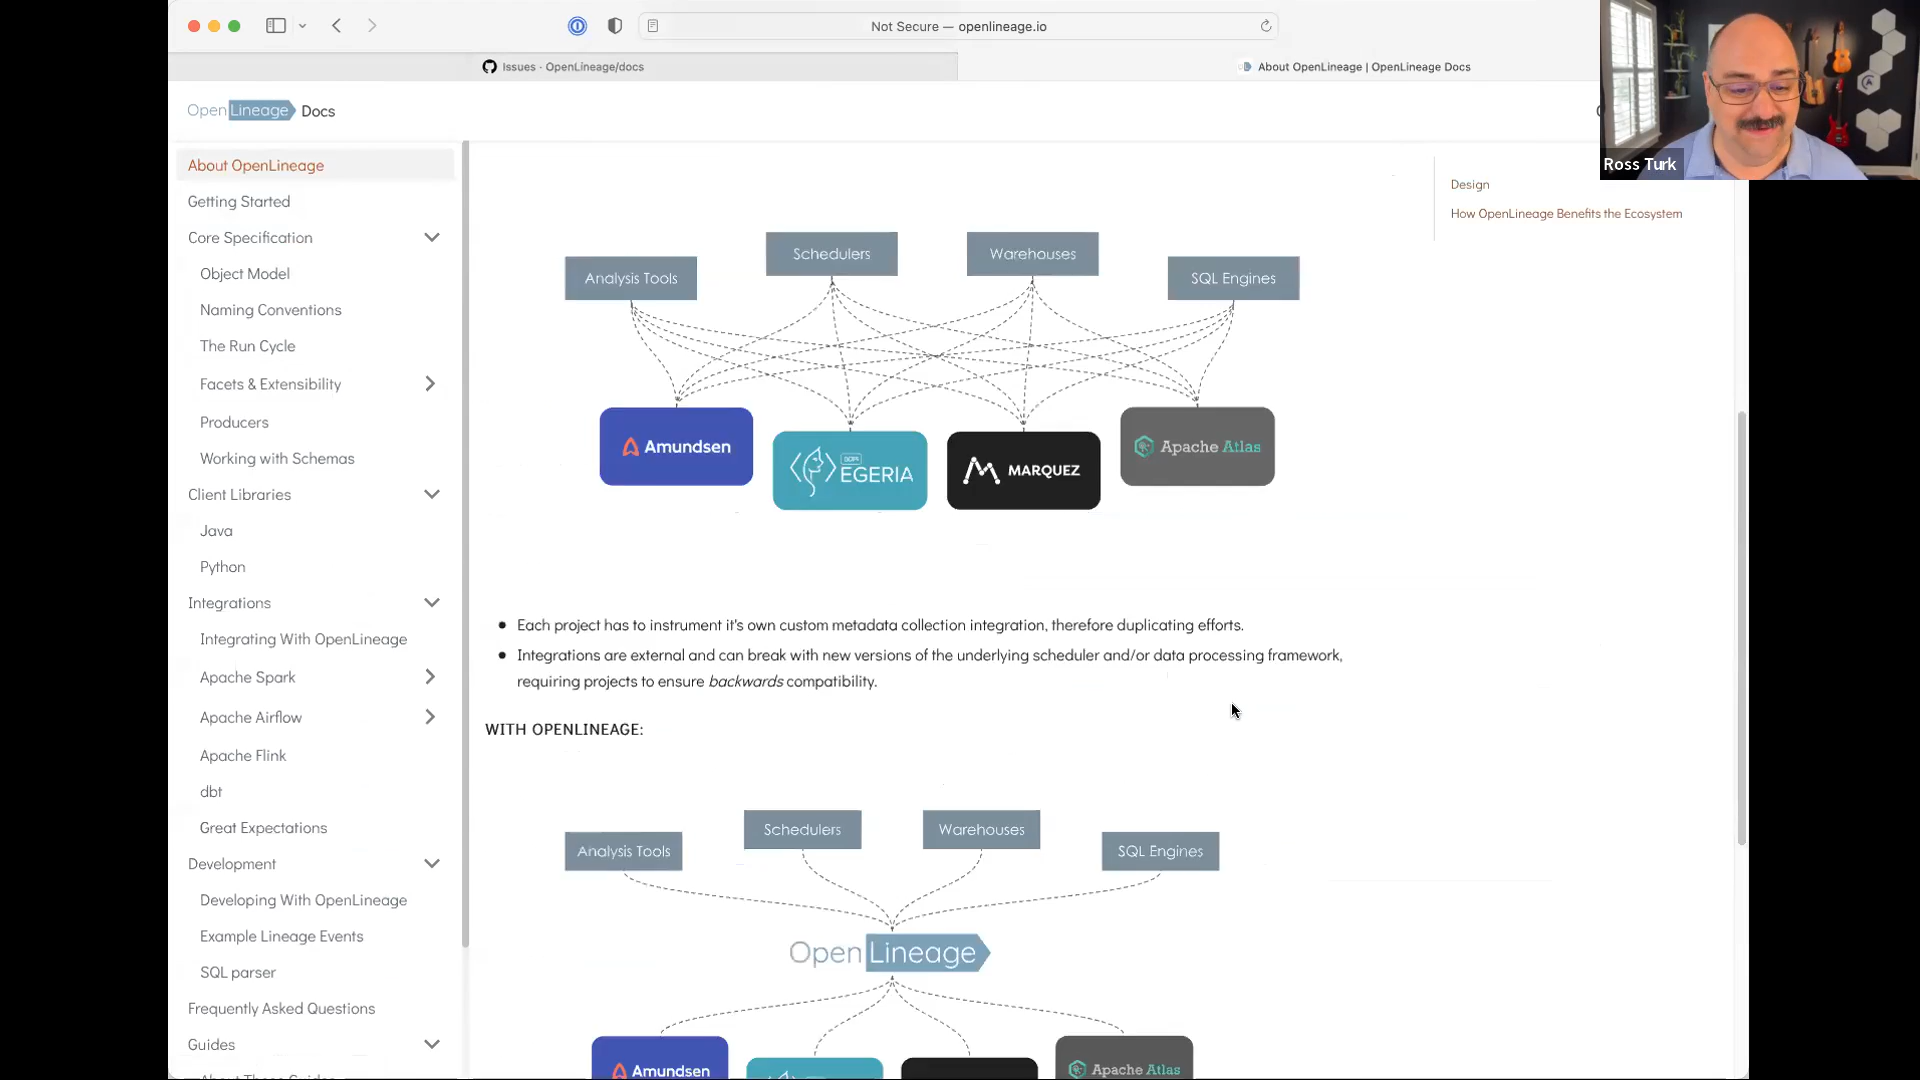 Not Secure — openlineage.io
Issues · OpenLineage/docs
About OpenLineage | OpenLineage Docs
Open Lineage Docs
Ross Turk
About OpenLineage
Getting Started
Core Specification
Object Model
Naming Conventions
The Run Cycle
Facets & Extensibility
Producers
Working with Schemas
Client Libraries
Java
Python
Integrations
Integrating With OpenLineage
Apache Spark
Apache Airflow
Apache Flink
dbt
Great Expectations
Development
Developing With OpenLineage
Example Lineage Events
SQL parser
Frequently Asked Questions
Guides
Design
How OpenLineage Benefits the Ecosystem
Analysis Tools
Schedulers
Warehouses
SQL Engines
Amundsen
EGERIA
MARQUEZ
Apache Atlas
Each project has to instrument it's own custom metadata collection integration, therefore duplicating efforts.
Integrations are external and can break with new versions of the underlying scheduler and/or data processing framework,
requiring projects to ensure backwards compatibility.
WITH OPENLINEAGE:
Analysis Tools
Schedulers
Warehouses
SQL Engines
Open Lineage
Amundsen
Apache Atlas